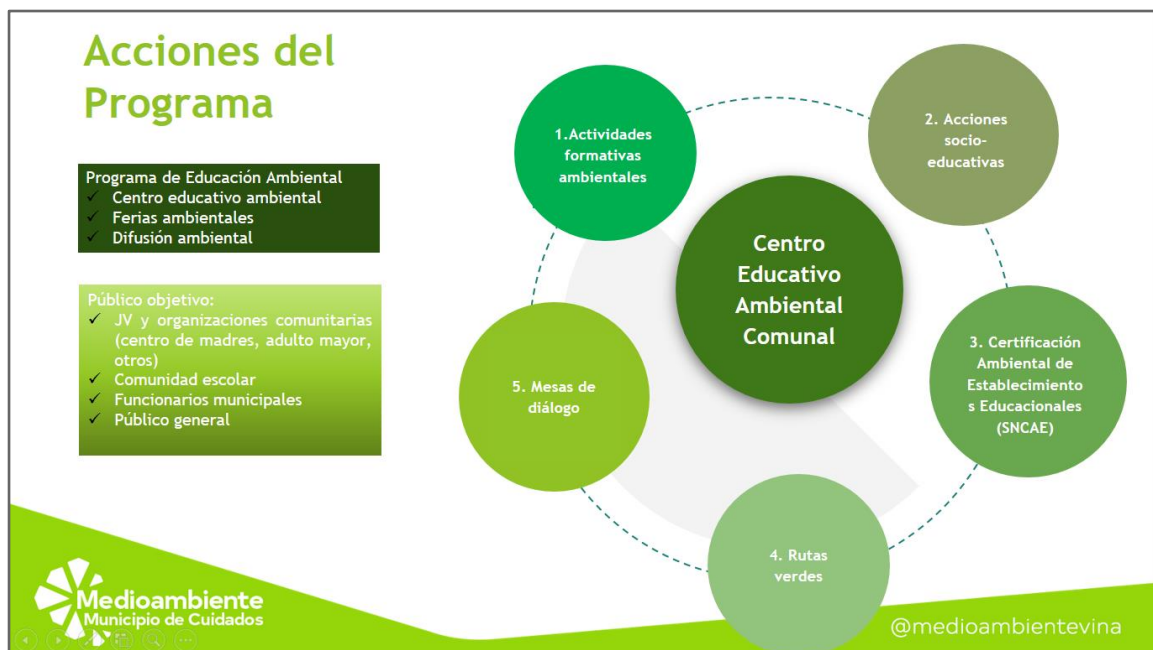 Acciones del
Programa
Programa de Educación Ambiental
✓ Centro educativo ambiental
✓ Ferias ambientales
✓ Difusión ambiental
Público objetivo:
✓ JV y organizaciones comunitarias
(centro de madres, adulto mayor,
otros)
✓ Comunidad escolar
✓ Funcionarios municipales
✓ Público general
1.Actividades
formativas
ambientales
2. Acciones
socio-
educativas
Centro
Educativo
Ambiental
Comunal
3. Certificación
Ambiental de
Establecimiento
s Educacionales
(SNCAE)
4. Rutas
verdes
5. Mesas de
diálogo
Medioambiente
Municipio de Cuidados
@medioambientevina